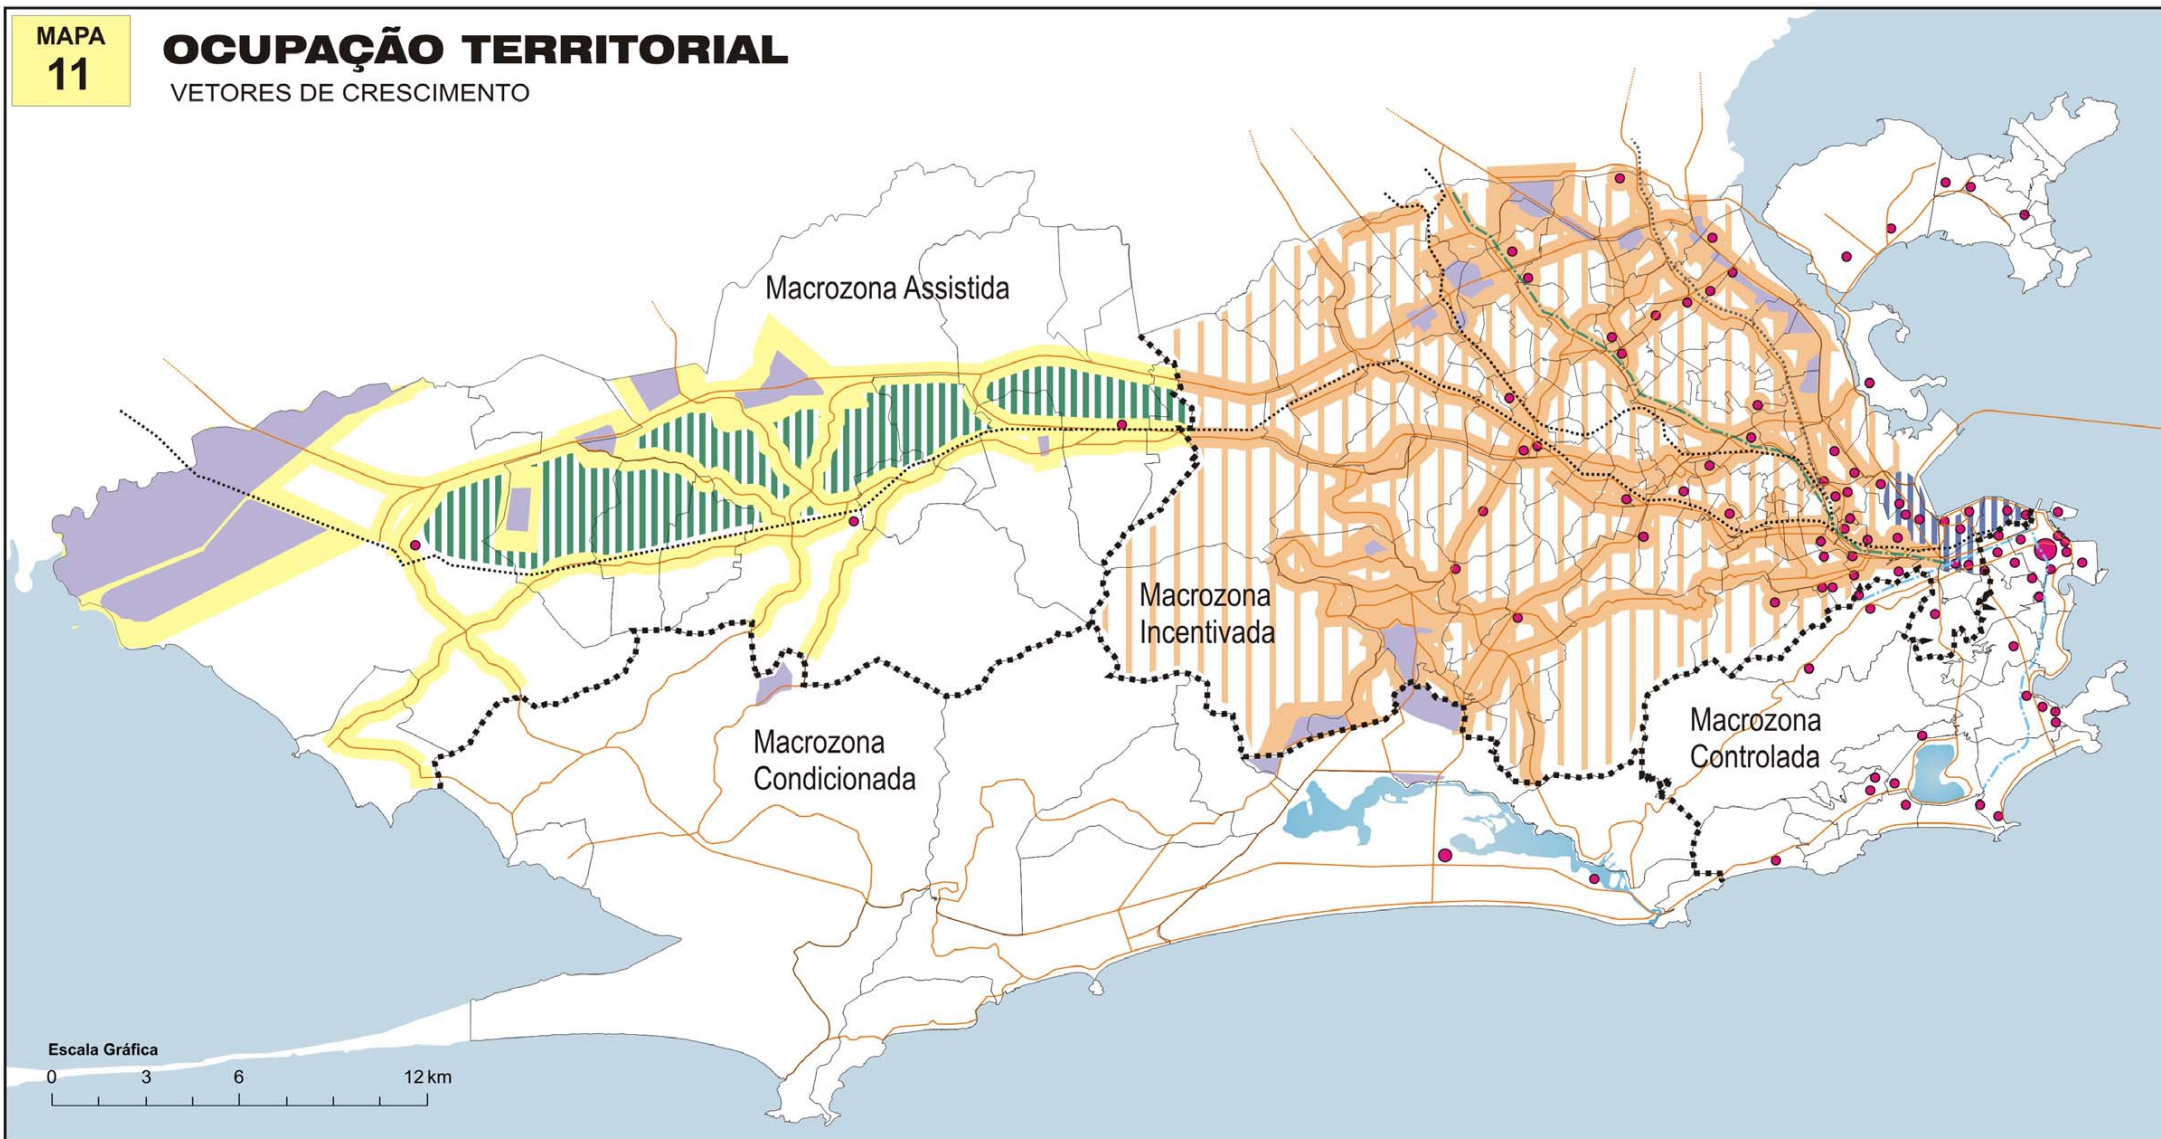 MAPA
11
OCUPAÇÃO TERRITORIAL
VETORES DE CRESCIMENTO
Macrozona Assistida
Macrozona
Incentivada
Macrozona
Controlada
Macrozona
Condicionada
Escala Gráfica
0 3 6 12 km